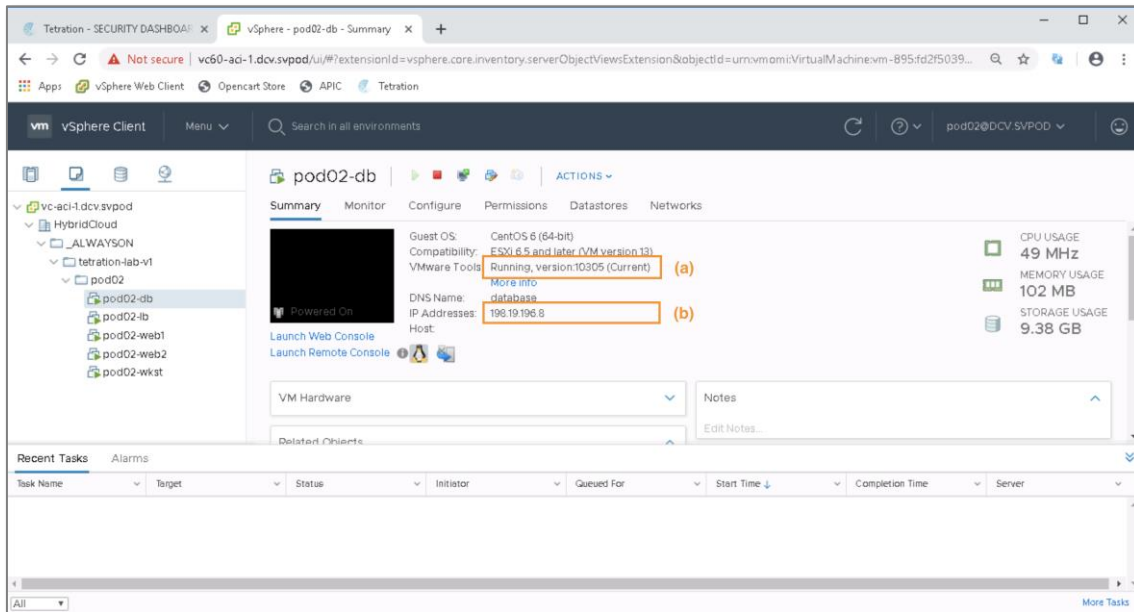 Tetration - SECURITY DASHBOAR
vSphere - pod02-db - Summary
Not secure | vc60-aci-1.dcv.svpod/ui/#?extensionId=vsphere.core.inventory.serverObjectViewsExtension&objectId=urn:vmomi:VirtualMachine:vm-895:fd2f5039...
Apps vSphere Web Client Opencart Store APIC Tetration
vm vSphere Client Menu Search in all environments pod02@DCV.SVPOD
pod02-db ACTIONS
Summary Monitor Configure Permissions Datastores Networks
vc-aci-1.dcv.svpod
HybridCloud
_ALWAYSON
tetration-lab-v1
pod02
pod02-db
pod02-lb
pod02-web1
pod02-web2
pod02-wkst
Powered On
Launch Web Console
Launch Remote Console
Guest OS: CentOS 6 (64-bit)
Compatibility: ESXi 6.5 and later (VM version 13)
VMware Tools: Running, version:10305 (Current) (a)
More info
DNS Name: database
IP Addresses: 198.19.196.8 (b)
Host:
CPU USAGE
49 MHz
MEMORY USAGE
102 MB
STORAGE USAGE
9.38 GB
VM Hardware
Related Objects
Notes
Edit Notes...
Recent Tasks Alarms
Task Name Target Status Initiator Queued For Start Time ↓ Completion Time Server
All More Tasks